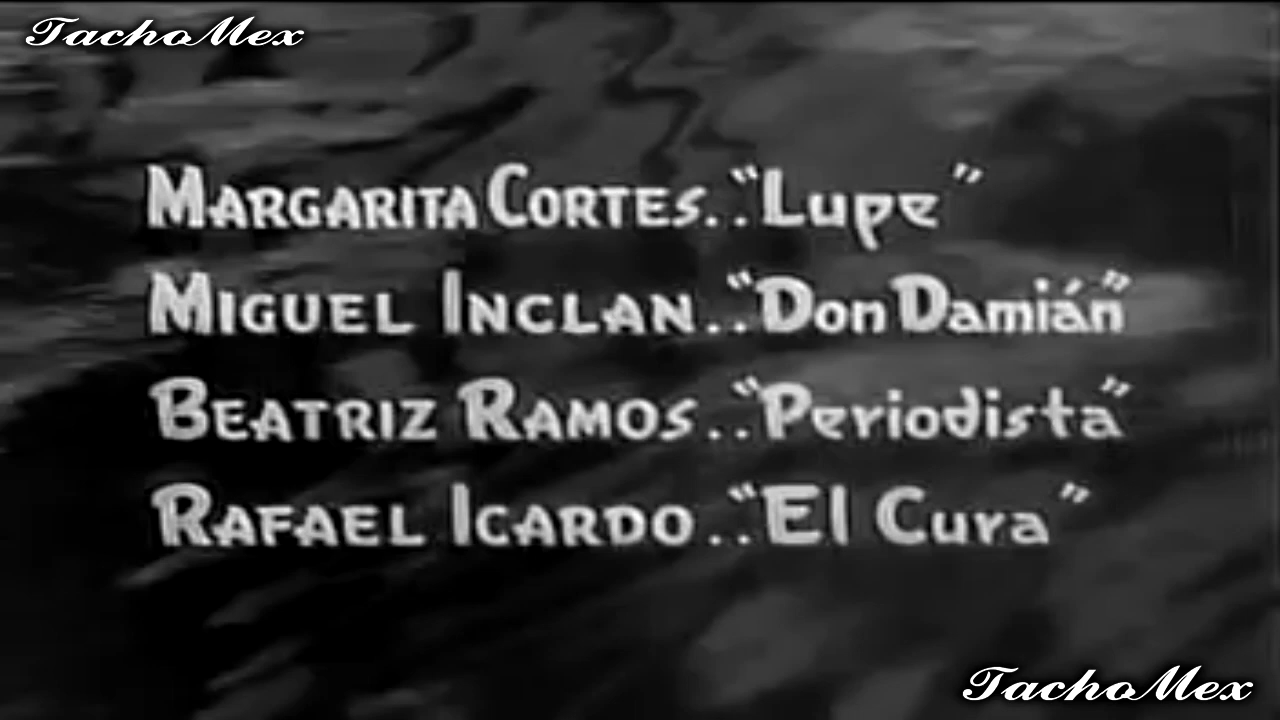 TachoMex
MARGARITA CORTES.."Lupe"
MIGUEL INCLAN.."Don Damián"
BEATRIZ RAMOS.."Periodista"
RAFAEL ICARDO.."El Cura"
TachoMex